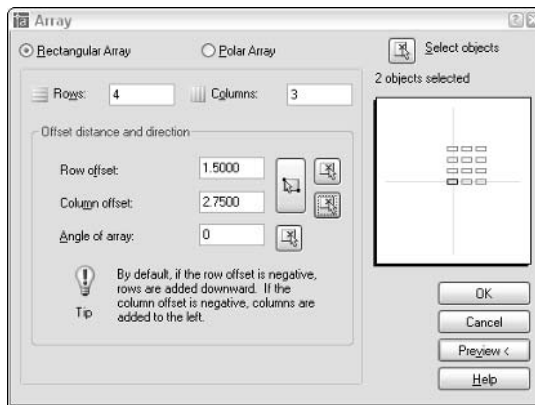 Array
Rectangular Array
Polar Array
Select objects
2 objects selected
Rows: 4
Columns: 3
Offset distance and direction
Row offset: 1.5000
Column offset: 2.7500
Angle of array: 0
Tip
By default, if the row offset is negative,
rows are added downward. If the
column offset is negative, columns are
added to the left.
OK
Cancel
Preview <
Help